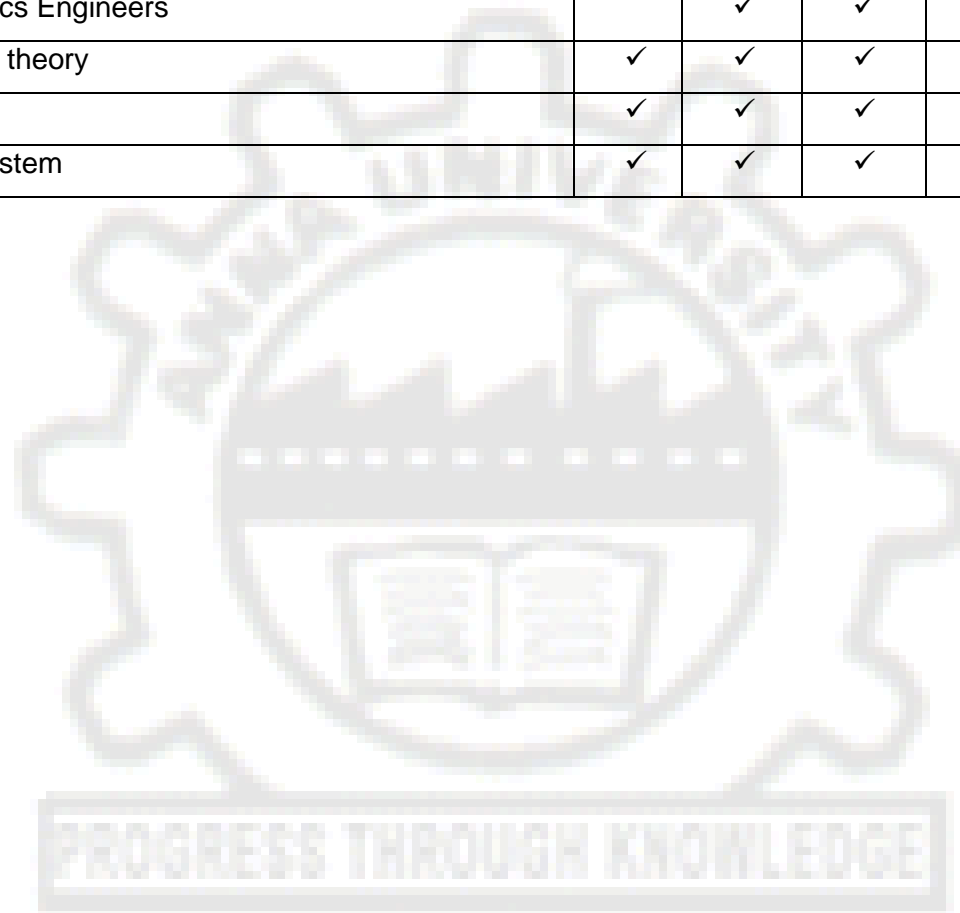 cs Engineers ✓ ✓
theory ✓ ✓ ✓
✓ ✓ ✓
stem ✓ ✓ ✓
ANNA UNIVERSITY
PROGRESS THROUGH KNOWLEDGE